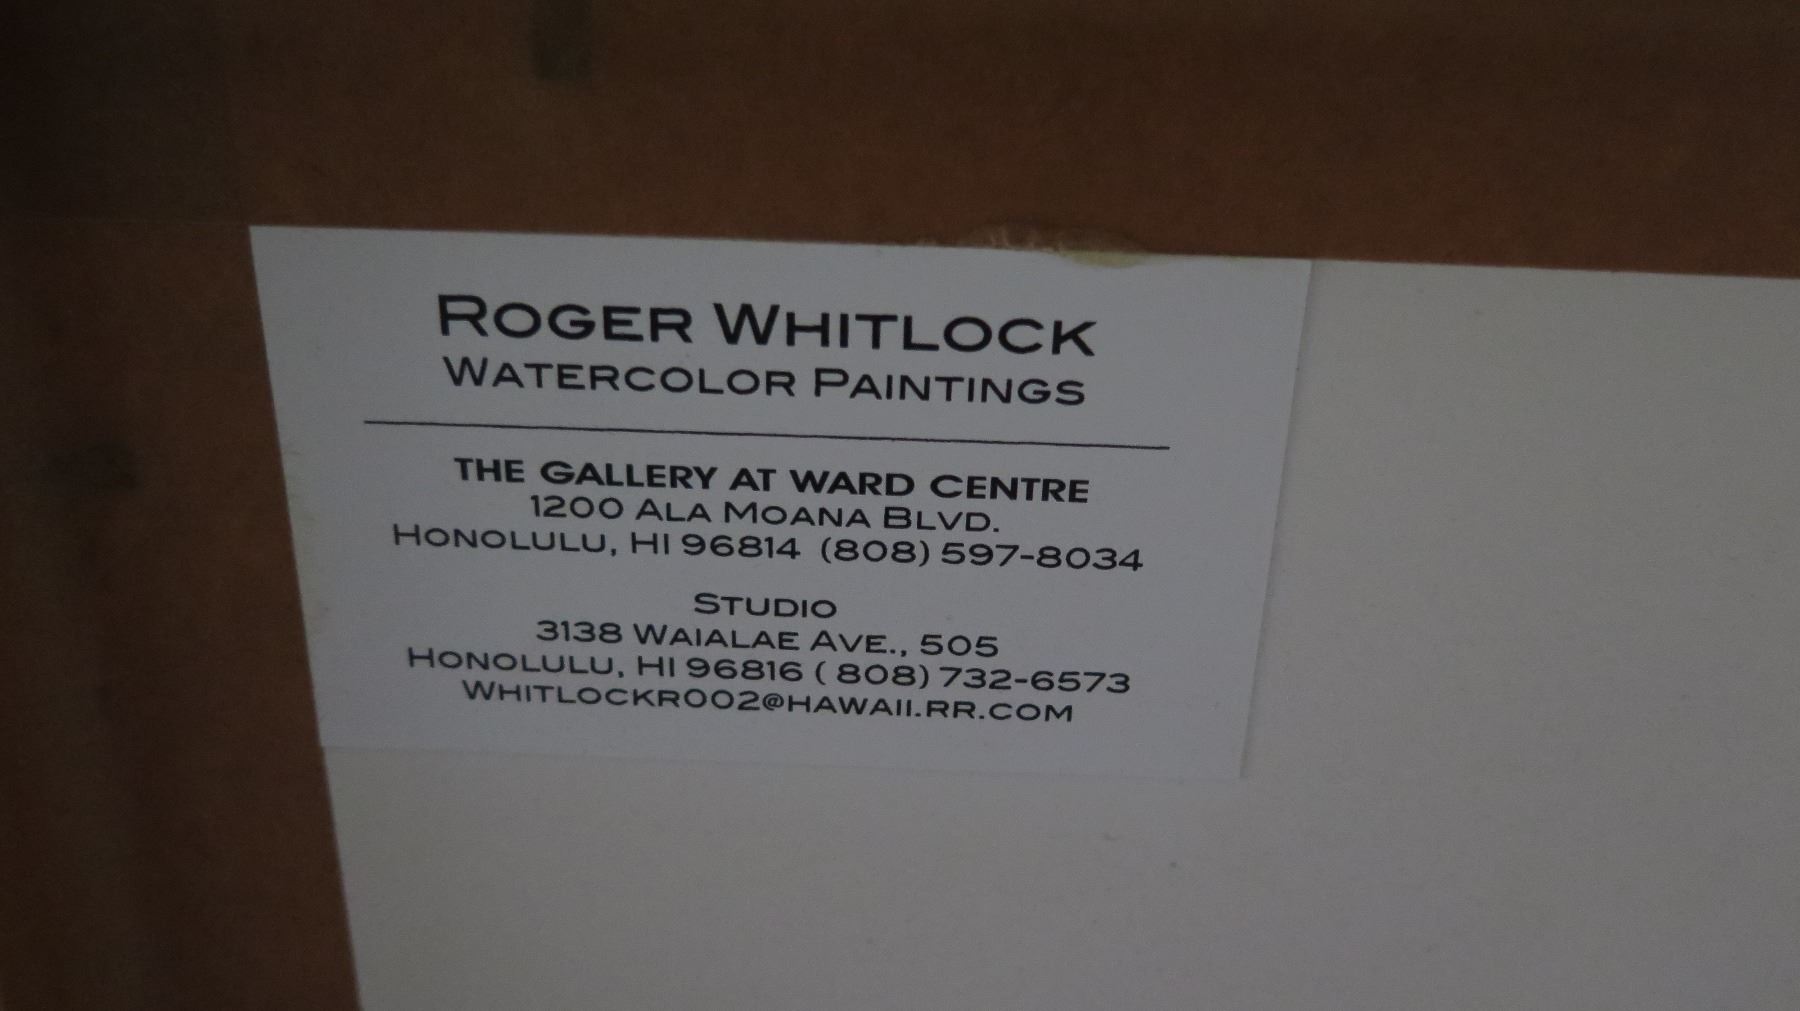 ROGER WHITLOCK
WATERCOLOR PAINTINGS
THE GALLERY AT WARD CENTRE
1200 ALA MOANA BLVD.
HONOLULU, HI 96814 (808) 597-8034
STUDIO
3138 WAIALAE AVE., 505
HONOLULU, HI 96816 ( 808) 732-6573
WHITLOCKR002@HAWAII.RR.COM